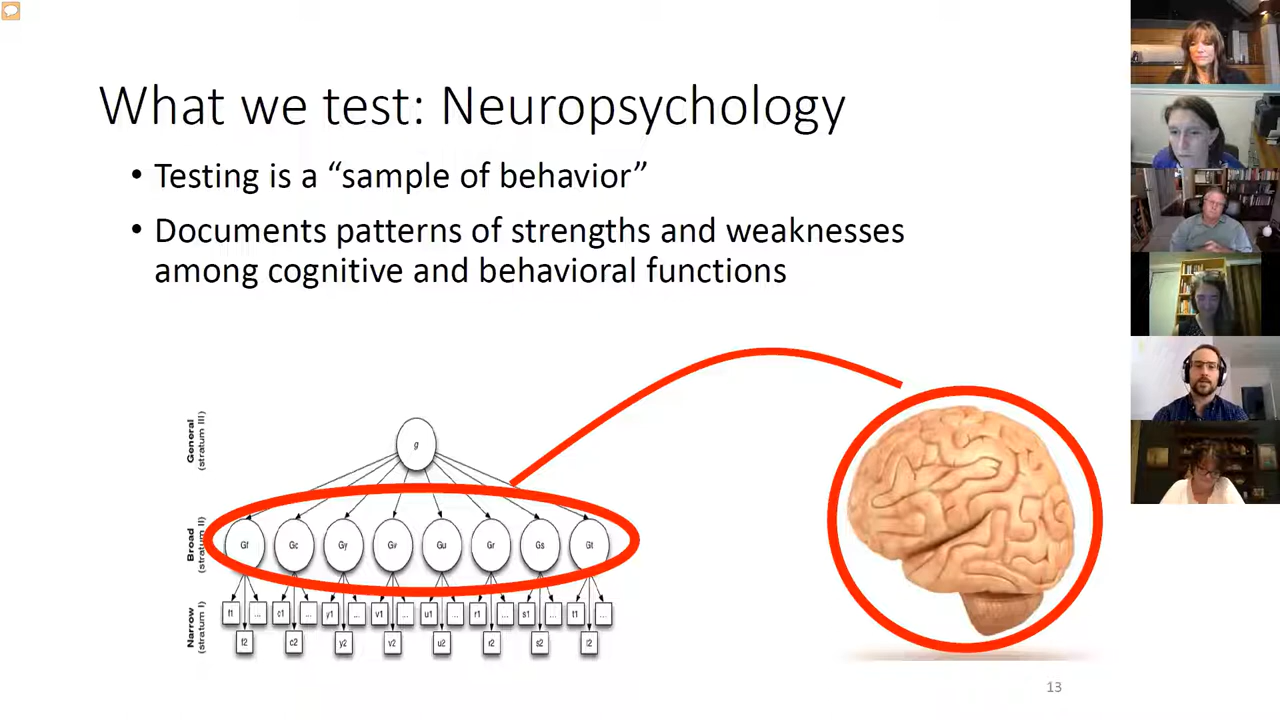 What we test: Neuropsychology
• Testing is a “sample of behavior”
• Documents patterns of strengths and weaknesses
among cognitive and behavioral functions
General
(stratum III)
g
Broad
(stratum II)
Gf Gc Gy Gv Gu Gr Gs Gt
Narrow
(stratum I)
f1 ... c1 ... y1 ... v1 ... u1 ... r1 ... s1 ... t1 ...
f2 c2 y2 v2 u2 r2 s2 t2
13